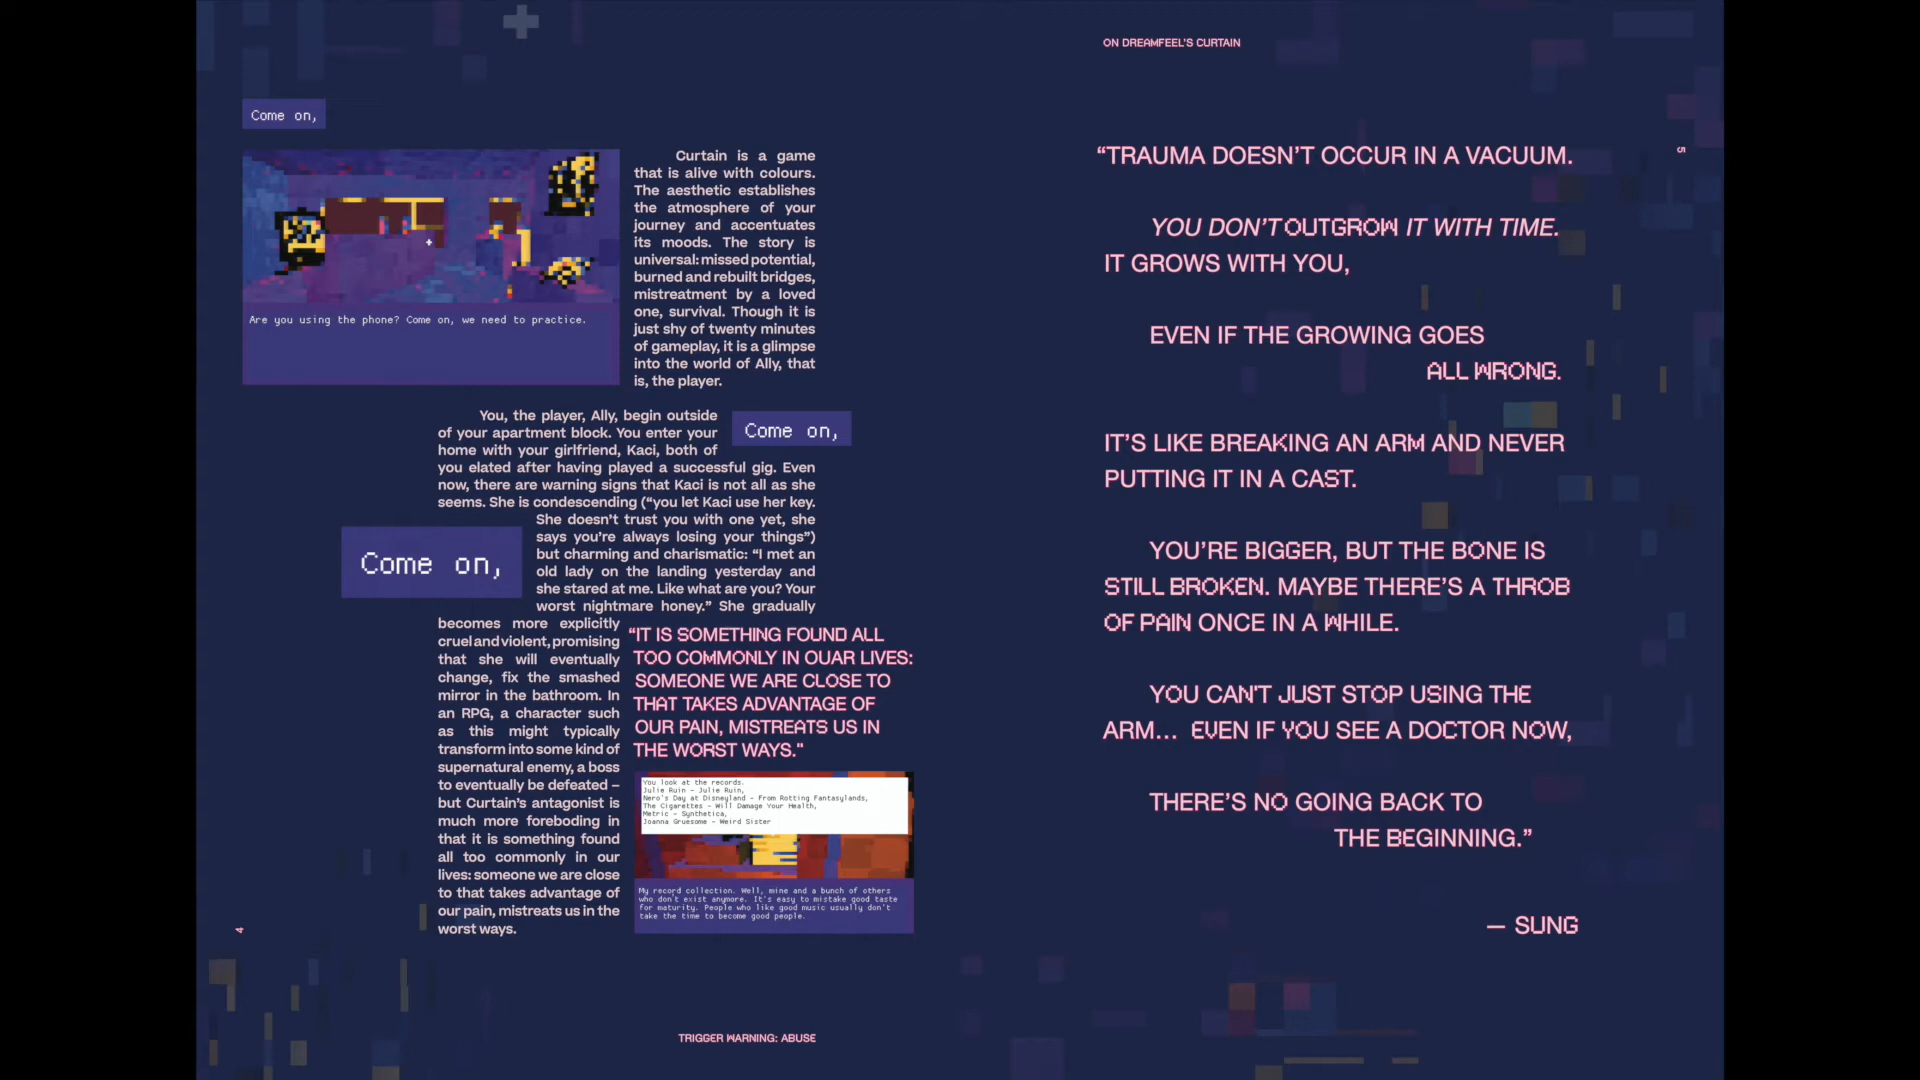 ON DREAMFEEL'S CURTAIN
Come on,
Are you using the phone? Come on, we need to practice.
Curtain is a game
that is alive with colours.
The aesthetic establishes
the atmosphere of your
journey and accentuates
its moods. The story is
universal: missed potential,
burned and rebuilt bridges,
mistreatment by a loved
one, survival. Though it is
just shy of twenty minutes
of gameplay, it is a glimpse
into the world of Ally, that
is, the player.
You, the player, Ally, begin outside
of your apartment block. You enter your
home with your girlfriend, Kaci, both of
you elated after having played a successful gig. Even
now, there are warning signs that Kaci is not all as she
seems. She is condescending (“you let Kaci use her key.
She doesn’t trust you with one yet, she
says you’re always losing your things”)
but charming and charismatic: “I met an
old lady on the landing yesterday and
she stared at me. Like what are you? Your
worst nightmare honey.” She gradually
becomes more explicitly
cruel and violent, promising
that she will eventually
change, fix the smashed
mirror in the bathroom. In
an RPG, a character such
as this might typically
transform into some kind of
supernatural enemy, a boss
to eventually be defeated –
but Curtain’s antagonist is
much more foreboding in
that it is something found
all too commonly in our
lives: someone we are close
to that takes advantage of
our pain, mistreats us in the
worst ways.
Come on,
Come on,
“IT IS SOMETHING FOUND ALL
TOO COMMONLY IN OUAR LIVES:
SOMEONE WE ARE CLOSE TO
THAT TAKES ADVANTAGE OF
OUR PAIN, MISTREATS US IN
THE WORST WAYS.“
You look at the records.
Julie Ruin - Julie Ruin,
Nero's Day at Disneyland - From Rotting Fantasylands,
The Cigarettes - Will Damage Your Health,
Metric - Synthetica,
Joanna Gruesome - Weird Sister
My record collection. Well, mine and a bunch of others
who don't exist anymore. It's easy to mistake good taste
for maturity. People who like good music usually don't
take the time to become good people.
4
TRIGGER WARNING: ABUSE
“TRAUMA DOESN’T OCCUR IN A VACUUM.
YOU DON’T OUTGROW IT WITH TIME.
IT GROWS WITH YOU,
EVEN IF THE GROWING GOES
ALL WRONG.
IT’S LIKE BREAKING AN ARM AND NEVER
PUTTING IT IN A CAST.
YOU’RE BIGGER, BUT THE BONE IS
STILL BROKEN. MAYBE THERE’S A THROB
OF PAIN ONCE IN A WHILE.
YOU CAN’T JUST STOP USING THE
ARM... EVEN IF YOU SEE A DOCTOR NOW,
THERE’S NO GOING BACK TO
THE BEGINNING.”
— SUNG
5